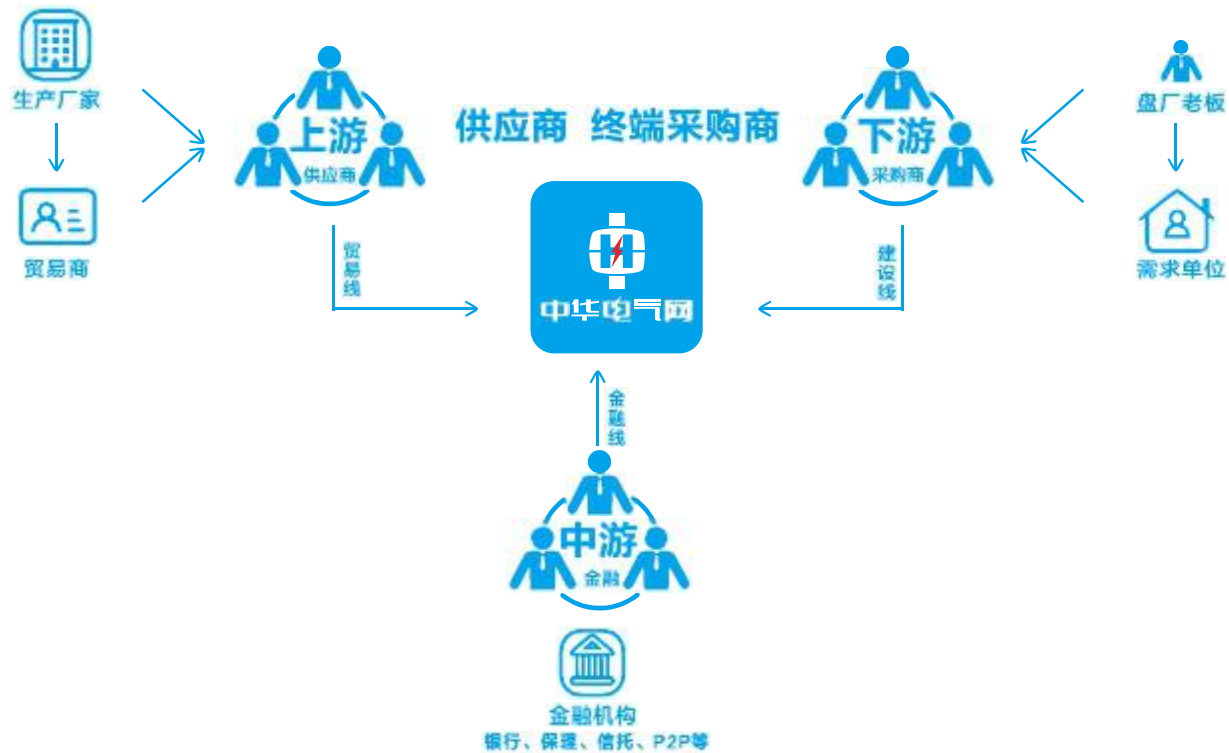 生产厂家
贸易商
上游
供应商
供应商 终端采购商
下游
采购商
盘厂老板
需求单位
贸易线
中华电气网
建设线
金融线
中游
金融
金融机构
银行、保理、信托、P2P等